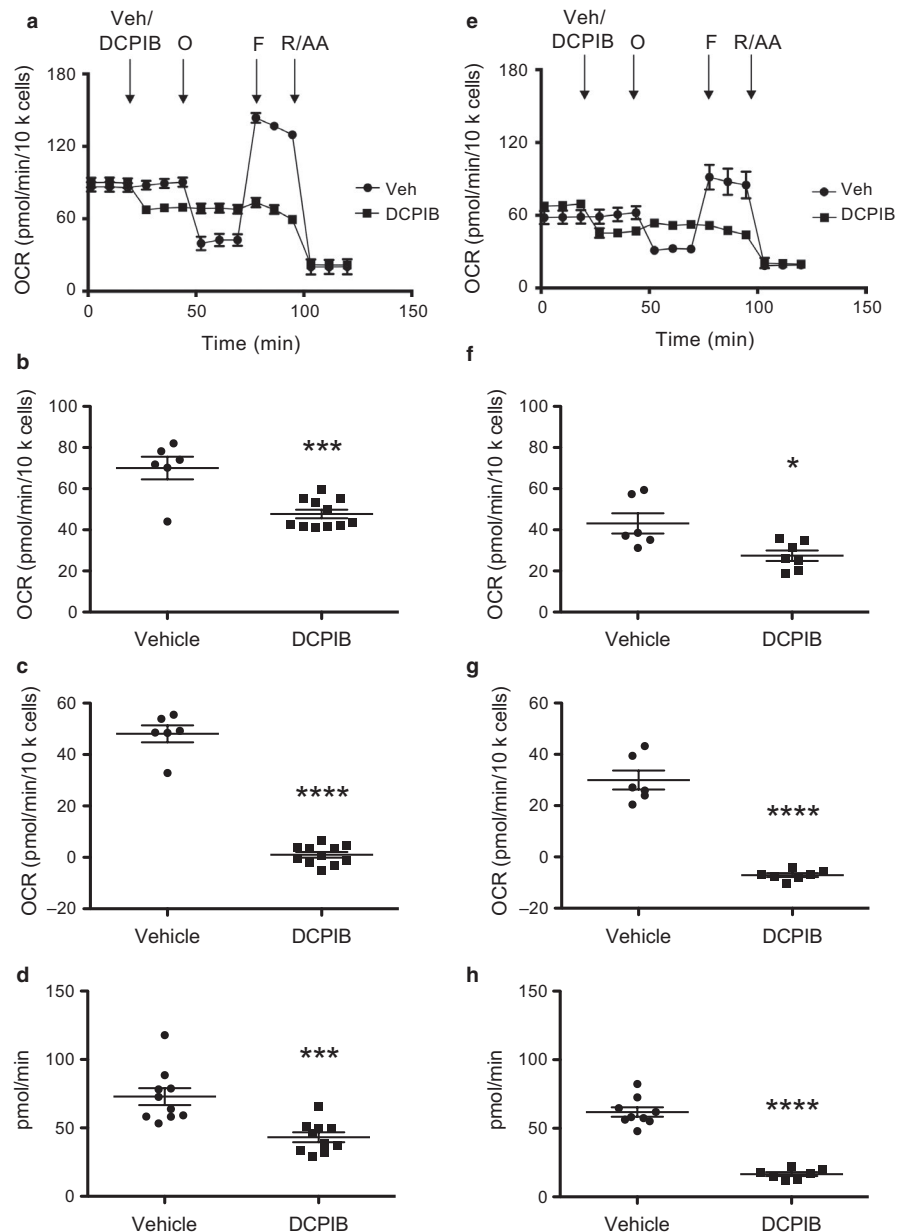 a
Veh/
DCPIB O F R/AA
180
120
60
0
OCR (pmol/min/10 k cells)
Veh
DCPIB
0 50 100 150
Time (min)
e
Veh/
DCPIB O F R/AA
180
120
60
0
OCR (pmol/min/10 k cells)
Veh
DCPIB
0 50 100 150
Time (min)
b
100
80
60
40
20
0
OCR (pmol/min/10 k cells)
***
Vehicle DCPIB
f
100
80
60
40
20
0
OCR (pmol/min/10 k cells)
*
Vehicle DCPIB
c
60
40
20
0
–20
OCR (pmol/min/10 k cells)
****
Vehicle DCPIB
g
60
40
20
0
–20
OCR (pmol/min/10 k cells)
****
Vehicle DCPIB
d
150
100
50
0
pmol/min
***
Vehicle DCPIB
h
150
100
50
0
pmol/min
****
Vehicle DCPIB